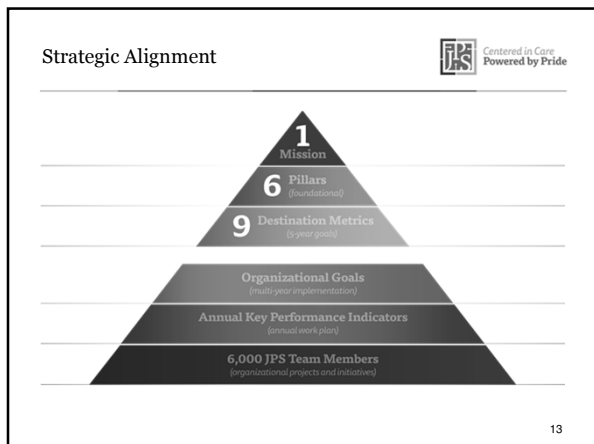 Strategic Alignment
JPS
Centered in Care
Powered by Pride
1
Mission
6 Pillars
(foundational)
9 Destination Metrics
(5-year goals)
Organizational Goals
(multi-year implementation)
Annual Key Performance Indicators
(annual work plan)
6,000 JPS Team Members
(organizational projects and initiatives)
13